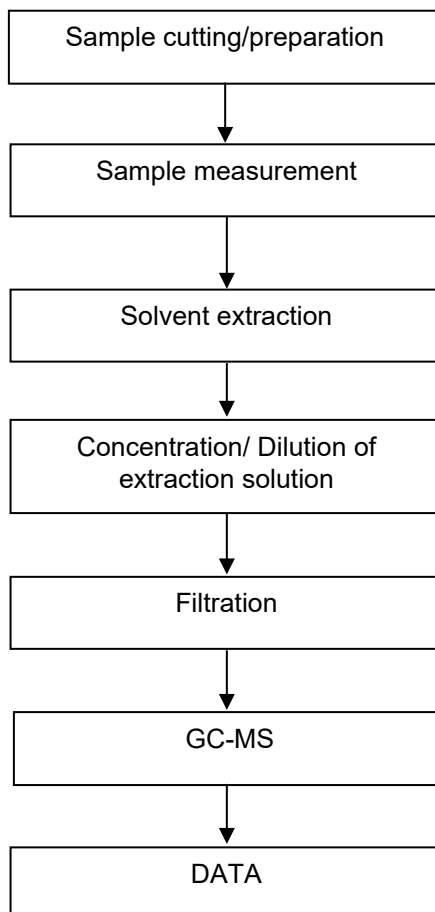 Sample cutting/preparation
Sample measurement
Solvent extraction
Concentration/ Dilution of
extraction solution
Filtration
GC-MS
DATA